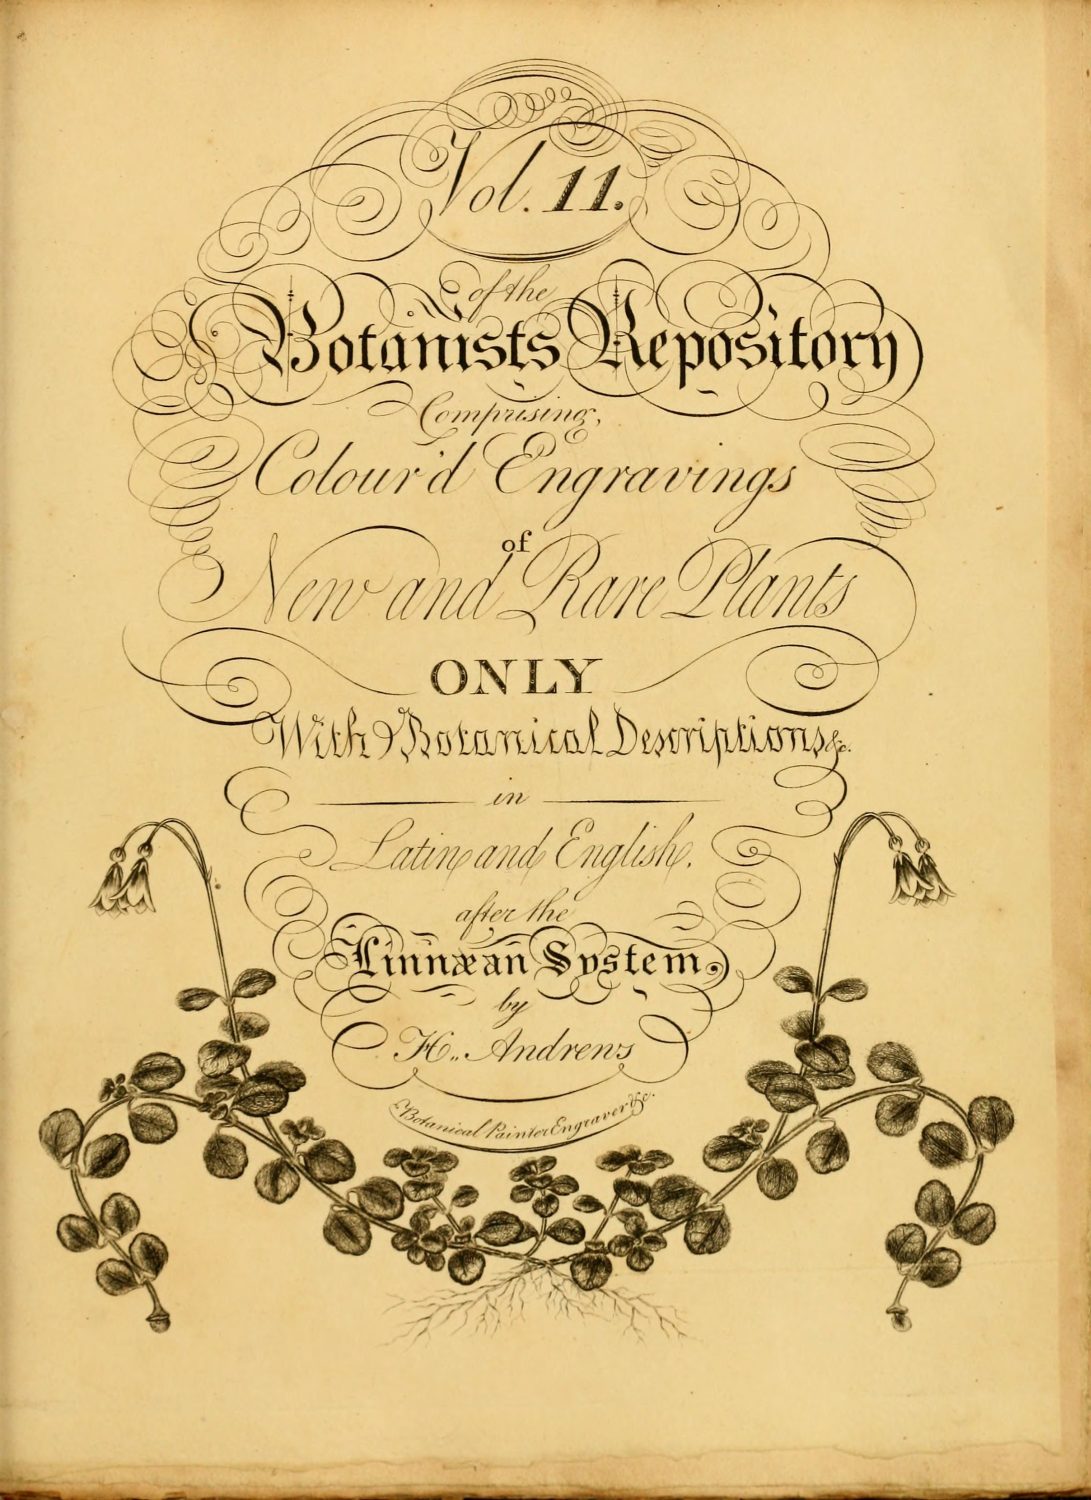 Vol. 11.
of the
Botanists Repository
Comprising,
Colour'd Engravings
of
New and Rare Plants
ONLY
With Botanical Descriptions &c.
in
Latin and English,
after the
Linnæan System,
by
H,, Andrews
Botanical Painter Engraver &c.